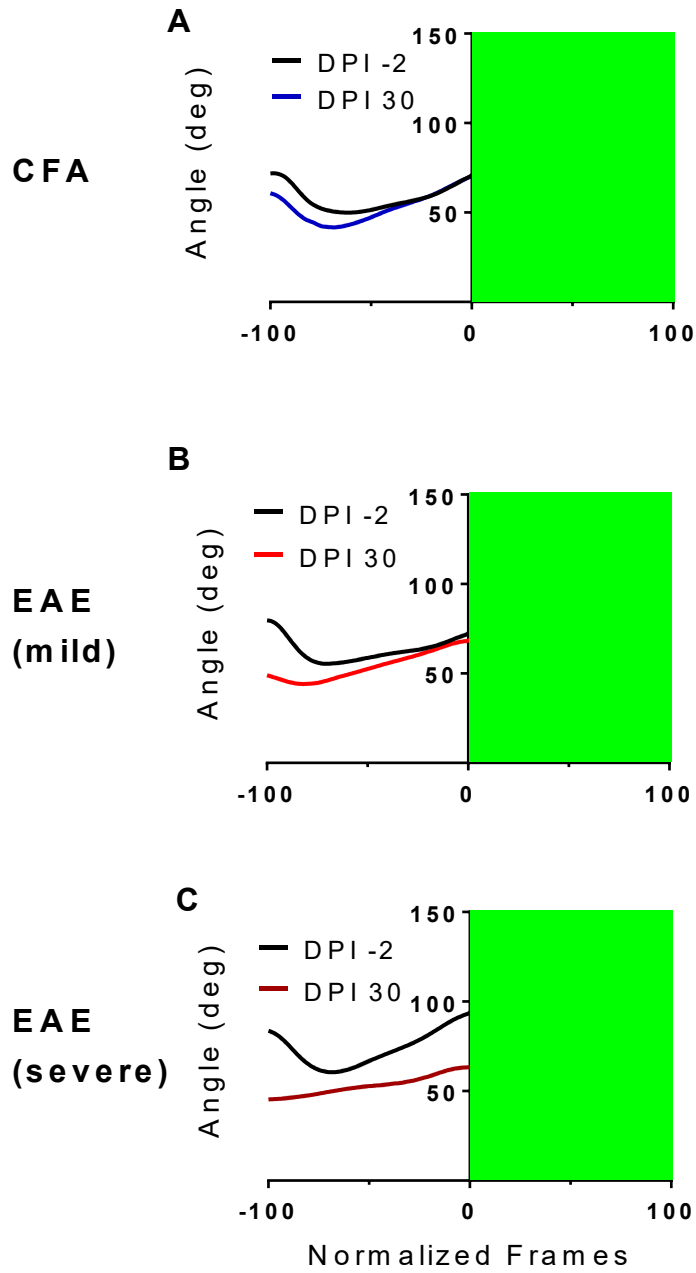 A
CFA
Angle (deg)
DPI -2
DPI 30
150
100
50
-100
0
100
B
EAE
(mild)
Angle (deg)
DPI -2
DPI 30
150
100
50
-100
0
100
C
EAE
(severe)
Angle (deg)
DPI -2
DPI 30
150
100
50
-100
0
100
Normalized Frames